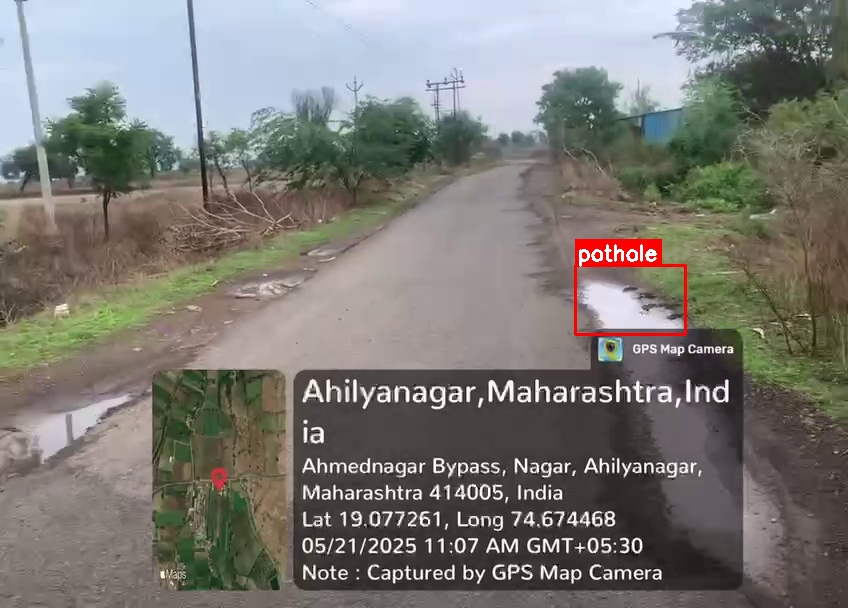 pothole
GPS Map Camera
Ahilyanagar,Maharashtra,Ind
ia
Ahmednagar Bypass, Nagar, Ahilyanagar,
Maharashtra 414005, India
Lat 19.077261, Long 74.674468
05/21/2025 11:07 AM GMT+05:30
Note : Captured by GPS Map Camera
Maps